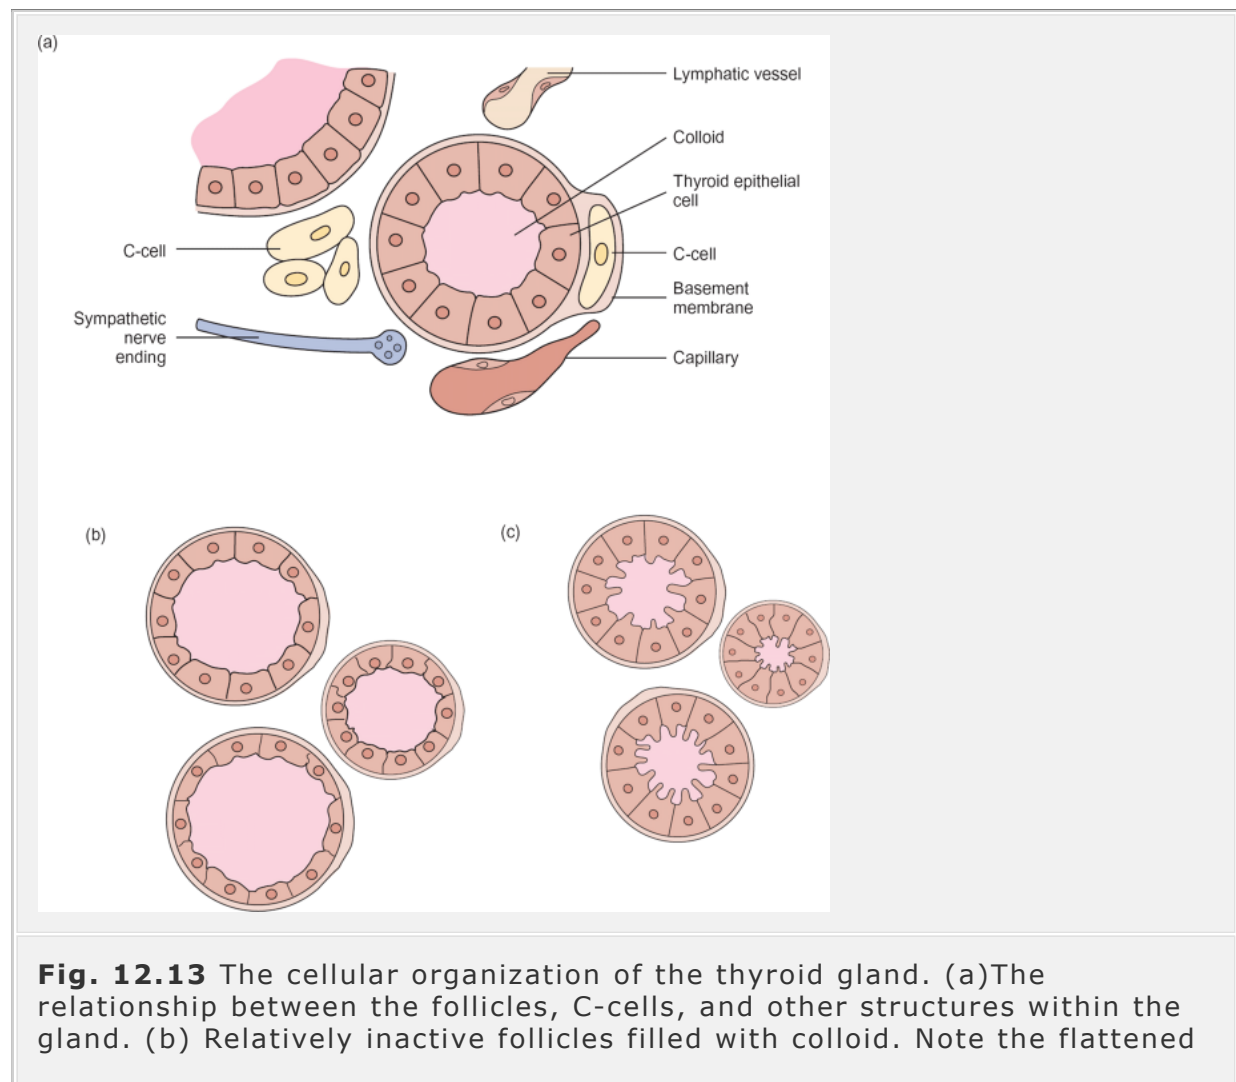 (a)
Lymphatic vessel
Colloid
Thyroid epithelial
cell
C-cell
C-cell
Basement
membrane
Sympathetic
nerve
ending
Capillary
(b)
(c)
Fig. 12.13 The cellular organization of the thyroid gland. (a)The
relationship between the follicles, C-cells, and other structures within the
gland. (b) Relatively inactive follicles filled with colloid. Note the flattened